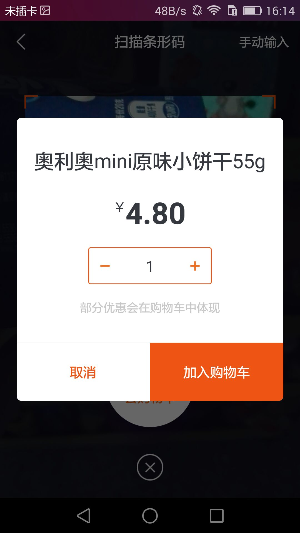 未插卡 48B/s 16:14
扫描条形码 手动输入
奥利奥mini原味小饼干55g
¥4.80
− 1 +
部分优惠会在购物车中体现
取消 加入购物车